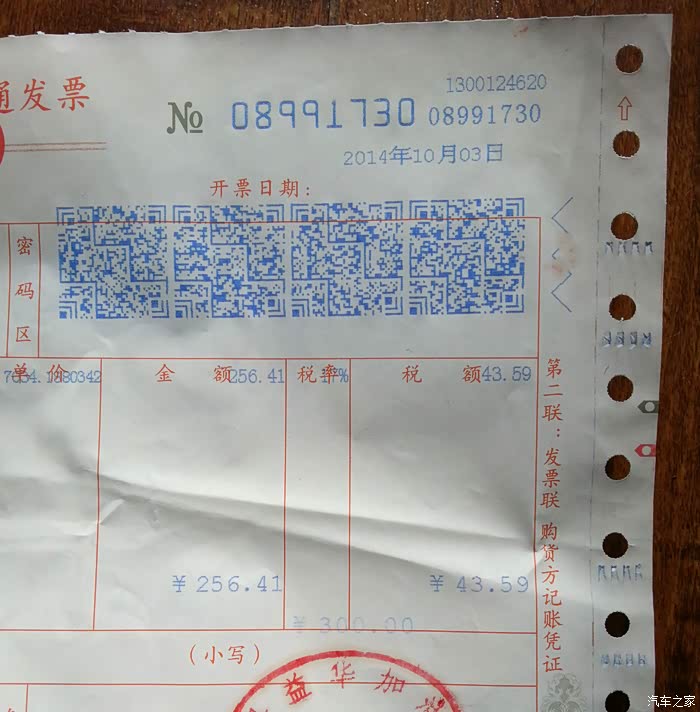 通发票
1300124620
№ 08991730 08991730
2014年10月03日
开票日期:
密码区
单价 金额 256.41 税率 税额 43.59
¥256.41 ¥43.59
¥300.00
(小写)
第二联:发票联 购货方记账凭证
益华加
汽车之家